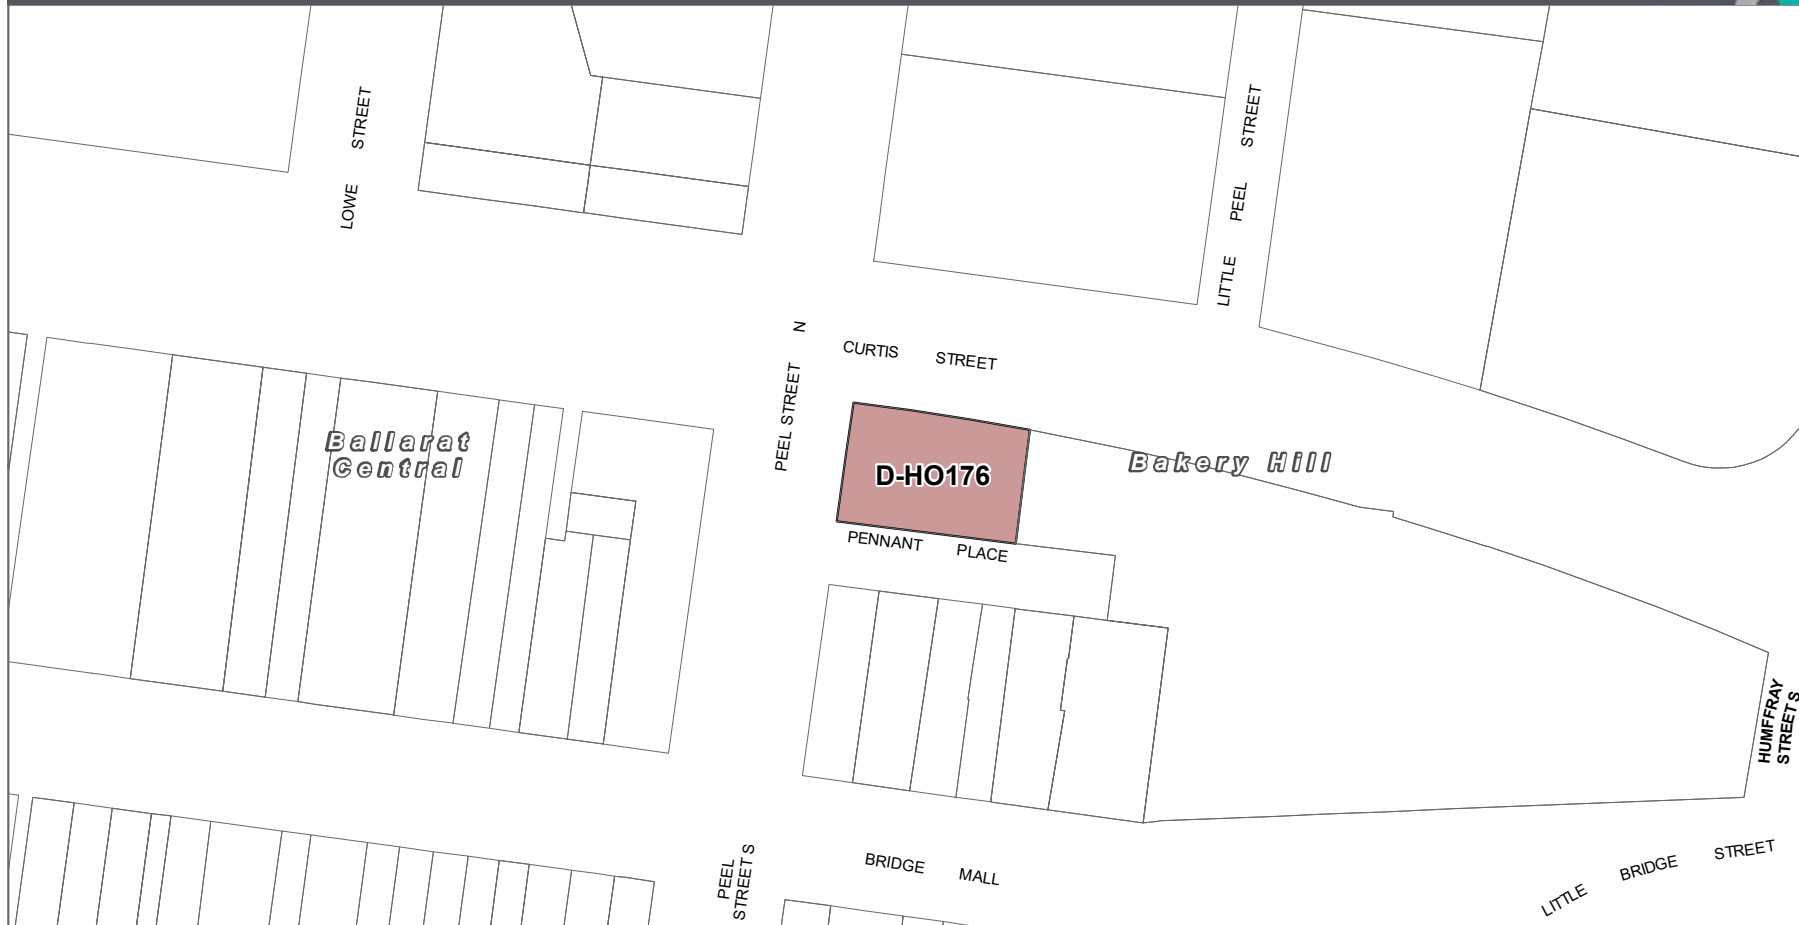 LOWE STREET
LITTLE PEEL STREET
PEEL STREET N
CURTIS STREET
Ballarat
Central
Bakery Hill
D-HO176
PENNANT PLACE
HUMFFRAY
STREET S
PEEL
STREET S
BRIDGE MALL
LITTLE BRIDGE STREET